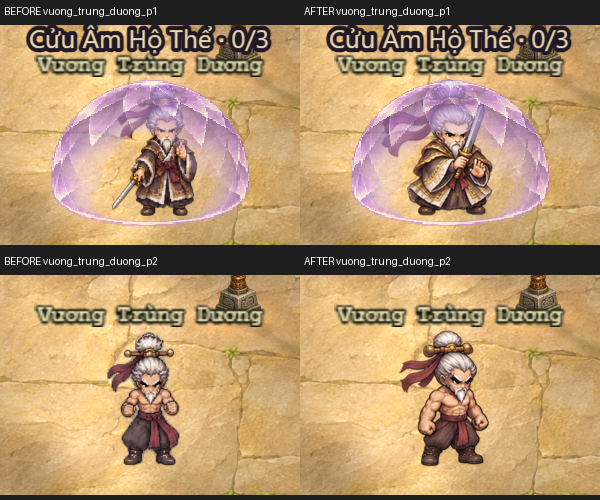 BEFORE vuong_trung_duong_p1
AFTER vuong_trung_duong_p1
Cửu Âm Hộ Thể · 0/3
Cửu Âm Hộ Thể · 0/3
Vương Trùng Dương
Vương Trùng Dương
BEFORE vuong_trung_duong_p2
AFTER vuong_trung_duong_p2
Vương Trùng Dương
Vương Trùng Dương